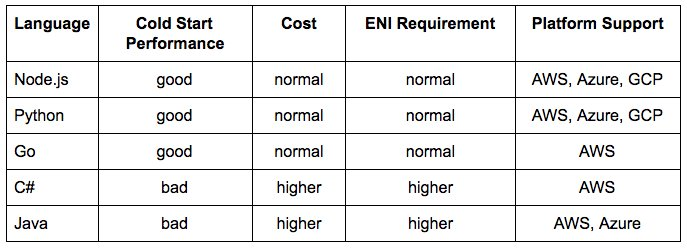 Language Cold Start Performance Cost ENI Requirement Platform Support
Node.js good normal normal AWS, Azure, GCP
Python good normal normal AWS, Azure, GCP
Go good normal normal AWS
C# bad higher higher AWS
Java bad higher higher AWS, Azure